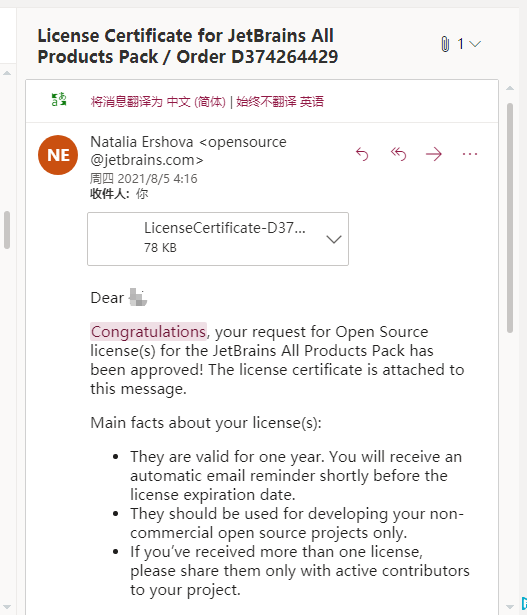 License Certificate for JetBrains All
Products Pack / Order D374264429
1
将消息翻译为 中文 (简体) | 始终不翻译 英语
NE
Natalia Ershova <opensource
@jetbrains.com>
周四 2021/8/5 4:16
收件人: 你
LicenseCertificate-D37...
78 KB
Dear
Congratulations, your request for Open Source
license(s) for the JetBrains All Products Pack has
been approved! The license certificate is attached to
this message.
Main facts about your license(s):
• They are valid for one year. You will receive an
automatic email reminder shortly before the
license expiration date.
• They should be used for developing your non-
commercial open source projects only.
• If you’ve received more than one license,
please share them only with active contributors
to your project.